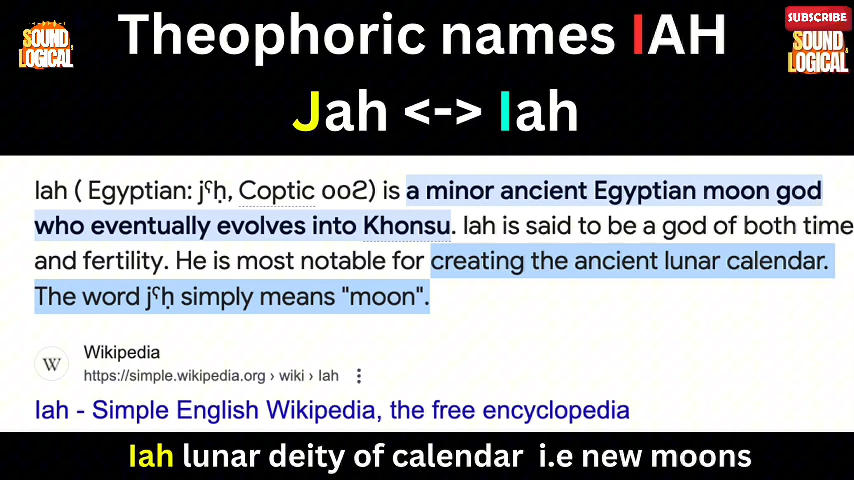 Theophoric names IAH
SUBSCRIBE
SOUND
LOGICAL
SOUND
LOGICAL
Jah <-> Iah
Iah ( Egyptian: jꜥḥ, Coptic ⲟⲟϩ) is a minor ancient Egyptian moon god
who eventually evolves into Khonsu. Iah is said to be a god of both time
and fertility. He is most notable for creating the ancient lunar calendar.
The word jꜥḥ simply means "moon".
W
Wikipedia
https://simple.wikipedia.org › wiki › Iah
Iah - Simple English Wikipedia, the free encyclopedia
Iah lunar deity of calendar i.e new moons